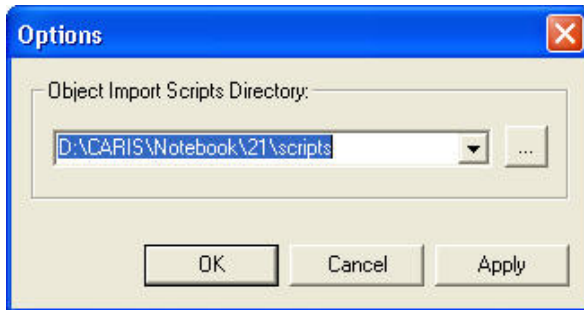 Options
Object Import Scripts Directory:
D:\CARIS\Notebook\21\scripts
...
OK Cancel Apply